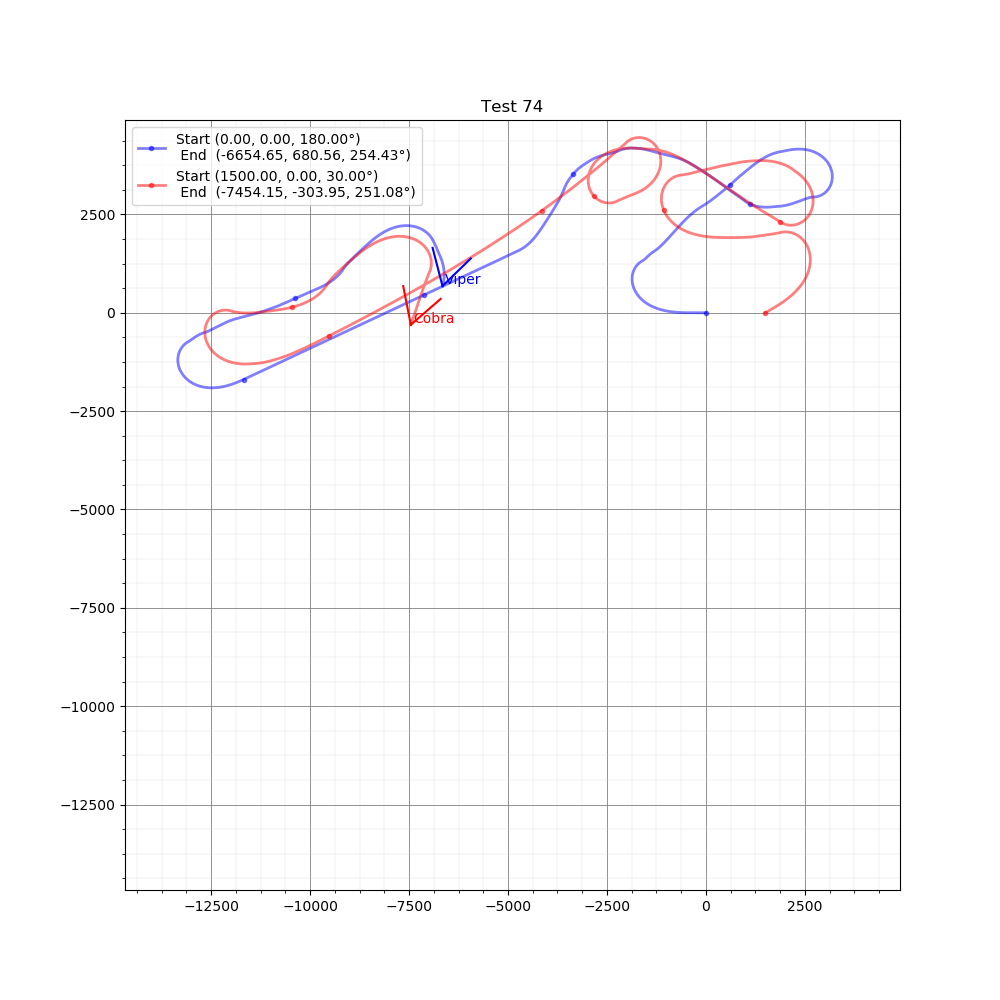 Test 74
Start (0.00, 0.00, 180.00°)
End (-6654.65, 680.56, 254.43°)
Start (1500.00, 0.00, 30.00°)
End (-7454.15, -303.95, 251.08°)
2500
0
−2500
−5000
−7500
−10000
−12500
Viper
Cobra
−12500
−10000
−7500
−5000
−2500
0
2500